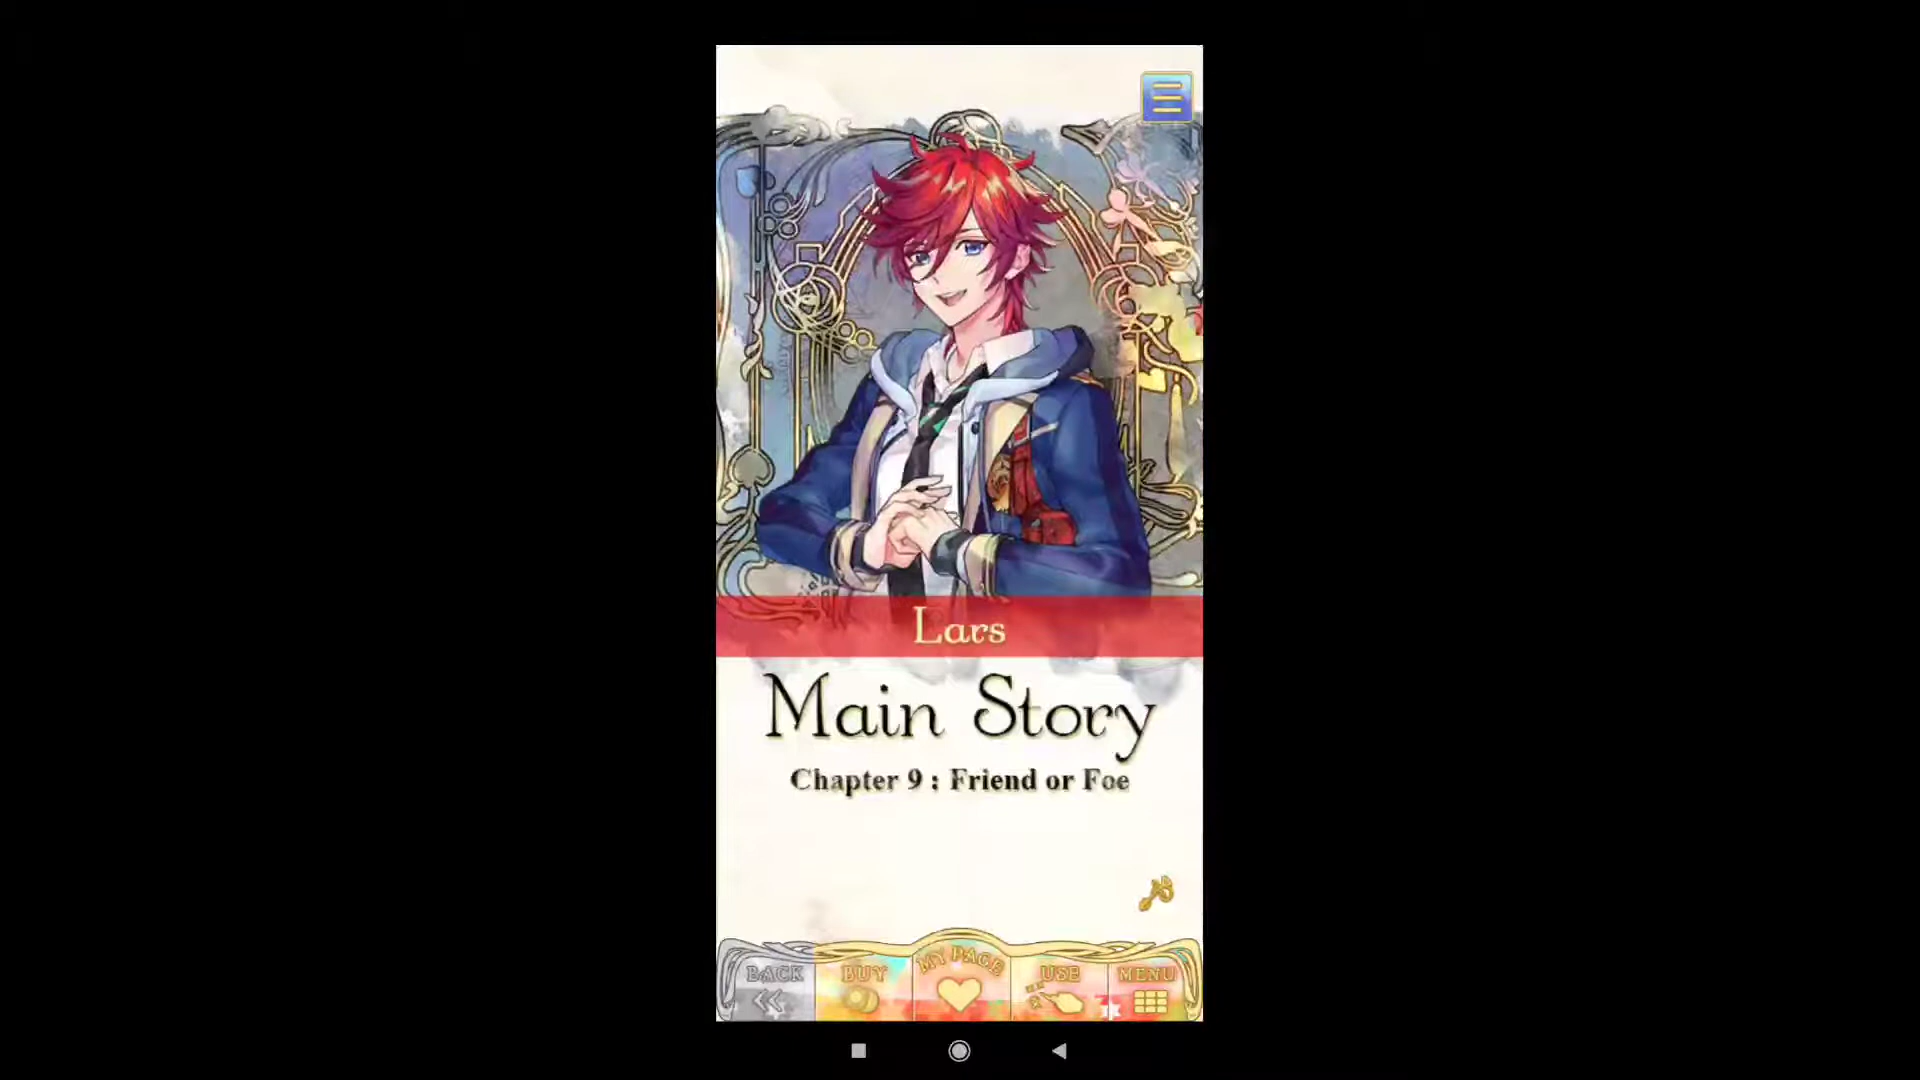 Lars
Main Story
Chapter 9 : Friend or Foe
BACK BUY MY PAGE USE MENU